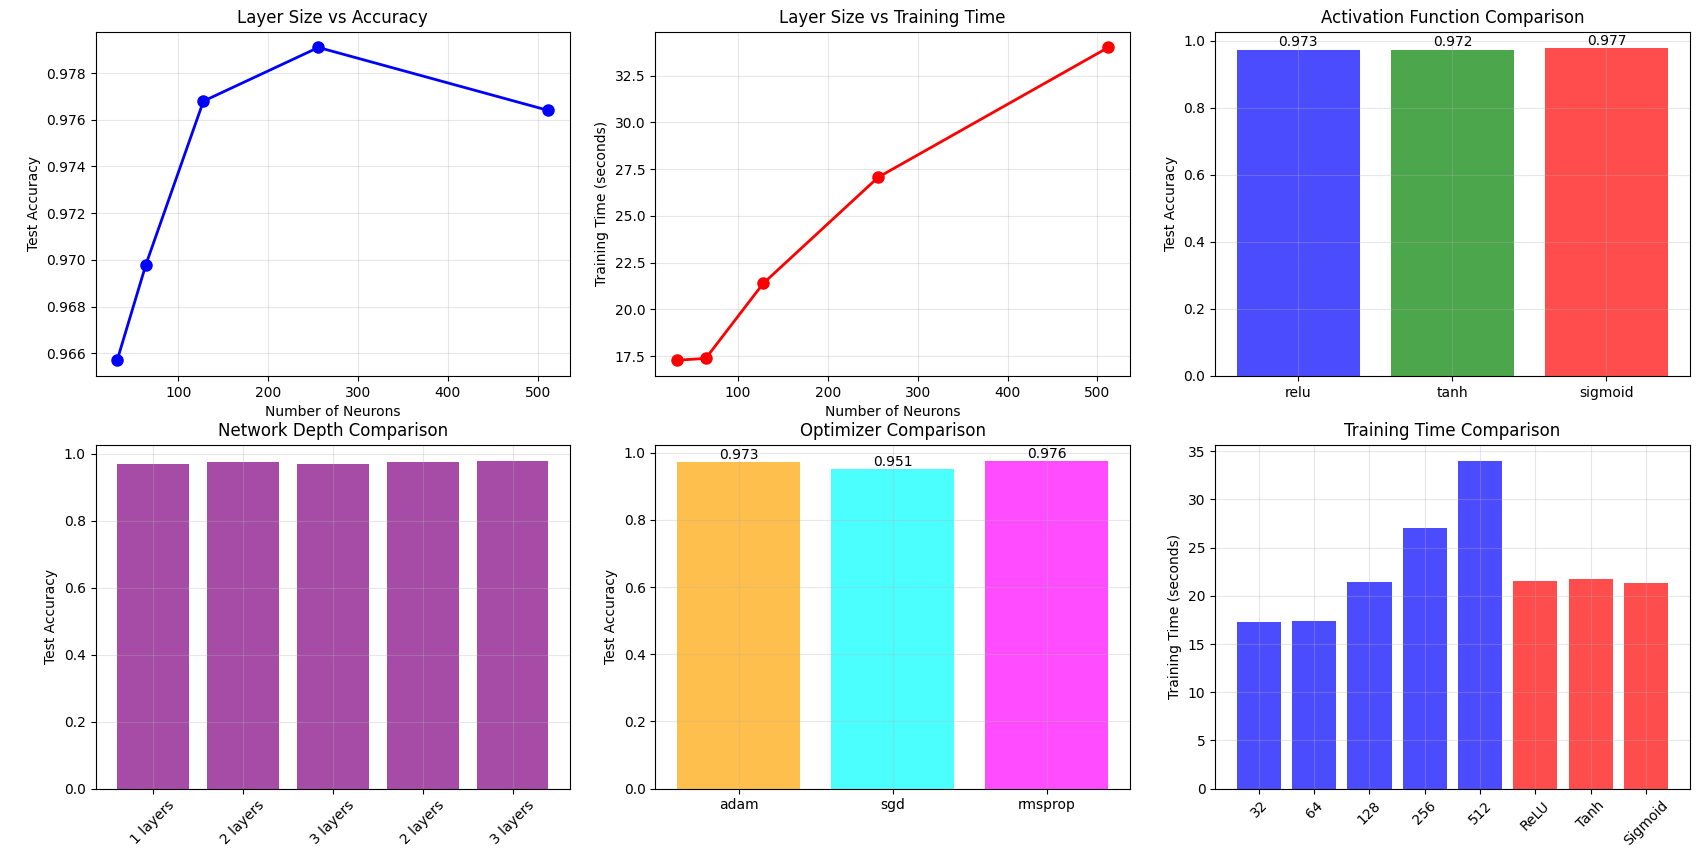 Layer Size vs Accuracy
Test Accuracy
0.978
0.976
0.974
0.972
0.970
0.968
0.966
100 200 300 400 500
Number of Neurons
Layer Size vs Training Time
Training Time (seconds)
32.5
30.0
27.5
25.0
22.5
20.0
17.5
100 200 300 400 500
Number of Neurons
Activation Function Comparison
Test Accuracy
1.0
0.8
0.6
0.4
0.2
0.0
0.973 0.972 0.977
relu tanh sigmoid
Network Depth Comparison
Test Accuracy
1.0
0.8
0.6
0.4
0.2
0.0
1 layers 2 layers 3 layers 2 layers 3 layers
Optimizer Comparison
Test Accuracy
1.0
0.8
0.6
0.4
0.2
0.0
0.973 0.951 0.976
adam sgd rmsprop
Training Time Comparison
Training Time (seconds)
35
30
25
20
15
10
5
0
32 64 128 256 512 ReLU Tanh Sigmoid